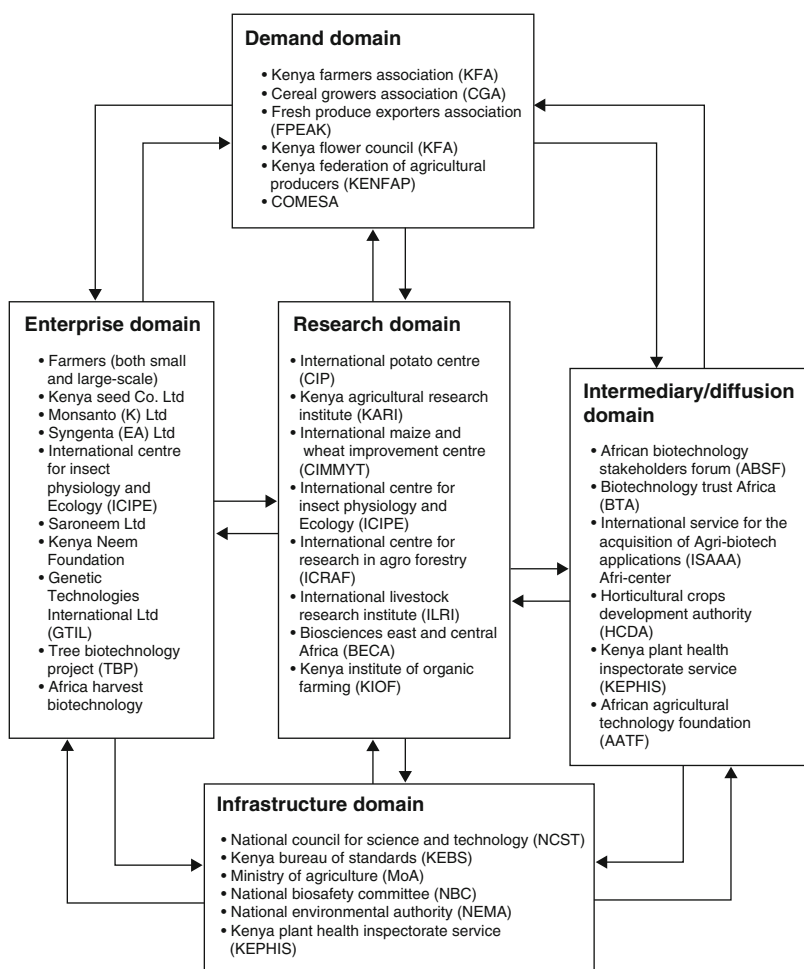 Demand domain
• Kenya farmers association (KFA)
• Cereal growers association (CGA)
• Fresh produce exporters association
(FPEAK)
• Kenya flower council (KFA)
• Kenya federation of agricultural
producers (KENFAP)
• COMESA
Enterprise domain
• Farmers (both small
and large-scale)
• Kenya seed Co. Ltd
• Monsanto (K) Ltd
• Syngenta (EA) Ltd
• International centre
for insect
physiology and
Ecology (ICIPE)
• Saroneem Ltd
• Kenya Neem
Foundation
• Genetic
Technologies
International Ltd
(GTIL)
• Tree biotechnology
project (TBP)
• Africa harvest
biotechnology
Research domain
• International potato centre
(CIP)
• Kenya agricultural research
institute (KARI)
• International maize and
wheat improvement centre
(CIMMYT)
• International centre for
insect physiology and
Ecology (ICIPE)
• International centre for
research in agro forestry
(ICRAF)
• International livestock
research institute (ILRI)
• Biosciences east and central
Africa (BECA)
• Kenya institute of organic
farming (KIOF)
Intermediary/diffusion
domain
• African biotechnology
stakeholders forum (ABSF)
• Biotechnology trust Africa
(BTA)
• International service for the
acquisition of Agri-biotech
applications (ISAAA)
Afri-center
• Horticultural crops
development authority
(HCDA)
• Kenya plant health
inspectorate service
(KEPHIS)
• African agricultural
technology foundation
(AATF)
Infrastructure domain
• National council for science and technology (NCST)
• Kenya bureau of standards (KEBS)
• Ministry of agriculture (MoA)
• National biosafety committee (NBC)
• National environmental authority (NEMA)
• Kenya plant health inspectorate service
(KEPHIS)